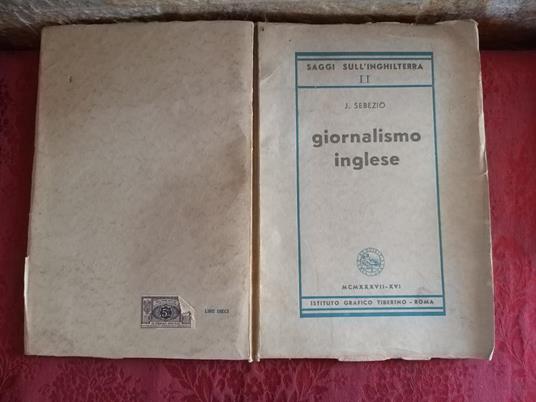 SAGGI SULL'INGHILTERRA
II
J. SEBEZIO
giornalismo
inglese
MCMXXXVII-XVI
ISTITUTO GRAFICO TIBERINO - ROMA
LIRE DIECI